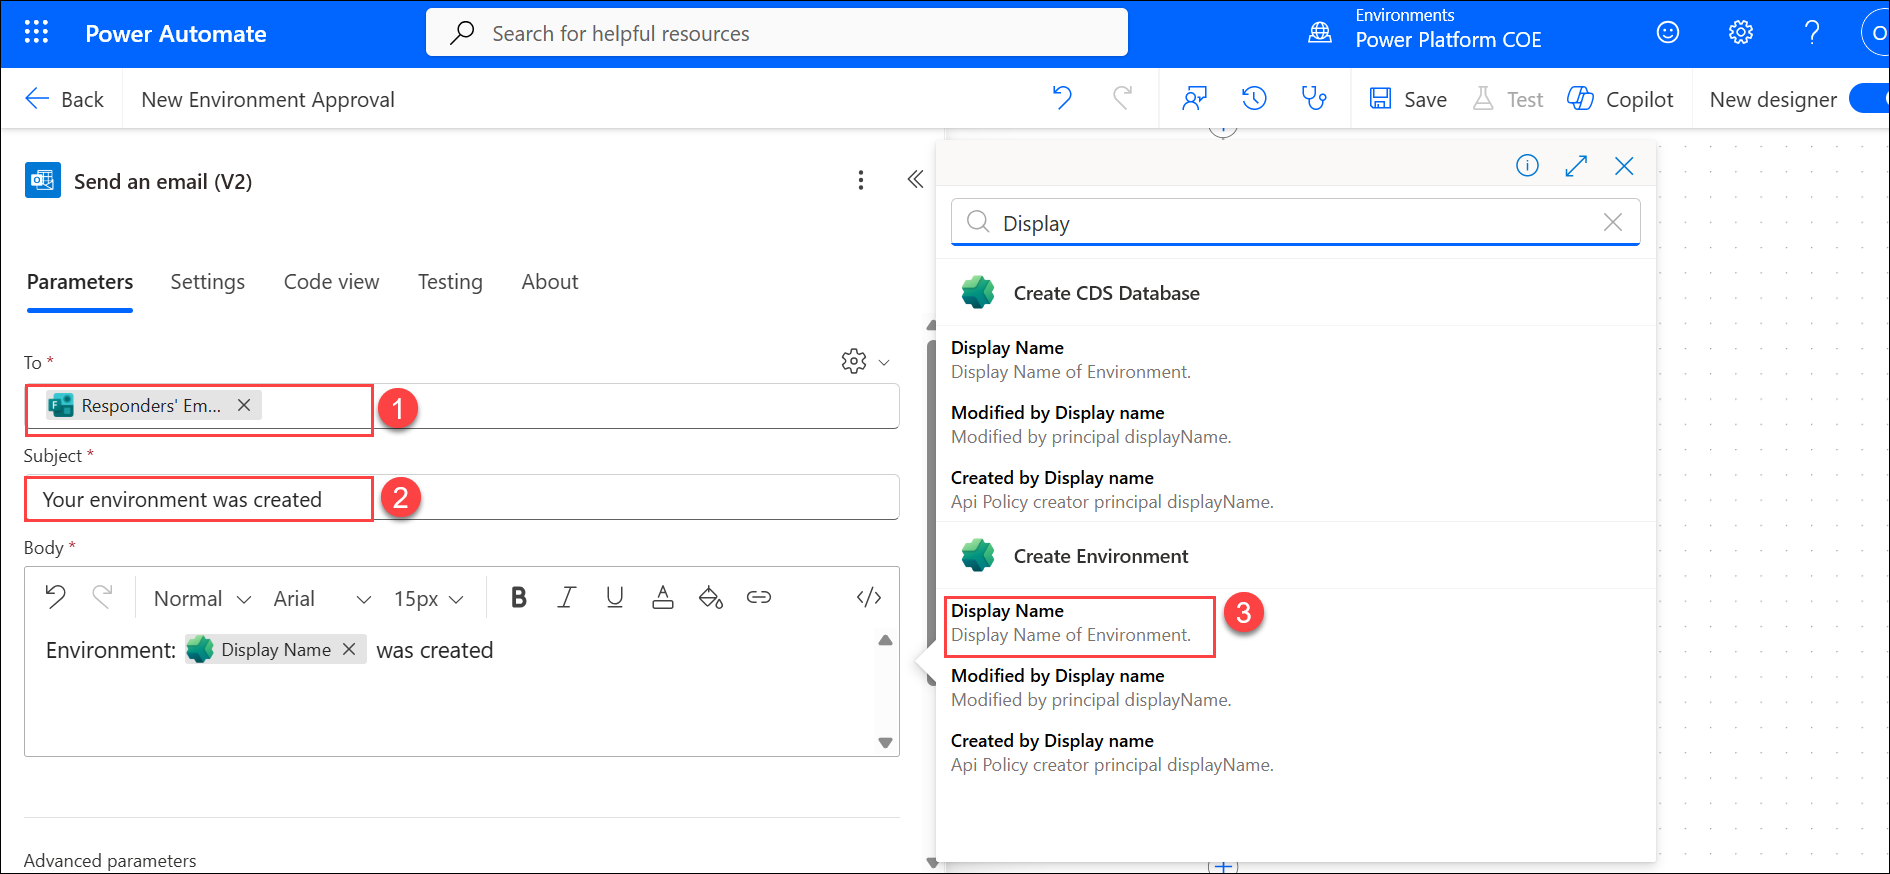 Power Automate
Search for helpful resources
Environments
Power Platform COE
Back
New Environment Approval
Save
Test
Copilot
New designer
Send an email (V2)
Parameters
Settings
Code view
Testing
About
To *
Responders' Em...
1
Subject *
Your environment was created
2
Body *
Normal
Arial
15px
B
I
U
A
</>
Environment: Display Name was created
Advanced parameters
Display
Create CDS Database
Display Name
Display Name of Environment.
Modified by Display name
Modified by principal displayName.
Created by Display name
Api Policy creator principal displayName.
Create Environment
Display Name
Display Name of Environment.
3
Modified by Display name
Modified by principal displayName.
Created by Display name
Api Policy creator principal displayName.